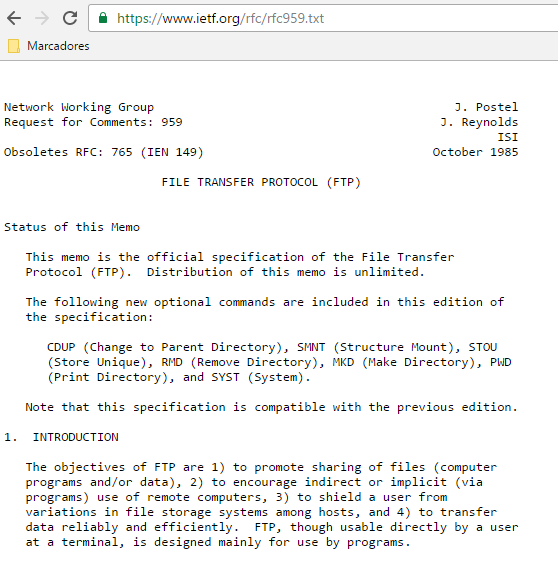 https://www.ietf.org/rfc/rfc959.txt
Marcadores
Network Working Group                                          J. Postel
Request for Comments: 959                                    J. Reynolds
                                                                     ISI
Obsoletes RFC: 765 (IEN 149)                                October 1985
                      FILE TRANSFER PROTOCOL (FTP)
Status of this Memo
   This memo is the official specification of the File Transfer
   Protocol (FTP).  Distribution of this memo is unlimited.
   The following new optional commands are included in this edition of
   the specification:
      CDUP (Change to Parent Directory), SMNT (Structure Mount), STOU
      (Store Unique), RMD (Remove Directory), MKD (Make Directory), PWD
      (Print Directory), and SYST (System).
   Note that this specification is compatible with the previous edition.
1.  INTRODUCTION
   The objectives of FTP are 1) to promote sharing of files (computer
   programs and/or data), 2) to encourage indirect or implicit (via
   programs) use of remote computers, 3) to shield a user from
   variations in file storage systems among hosts, and 4) to transfer
   data reliably and efficiently.  FTP, though usable directly by a user
   at a terminal, is designed mainly for use by programs.